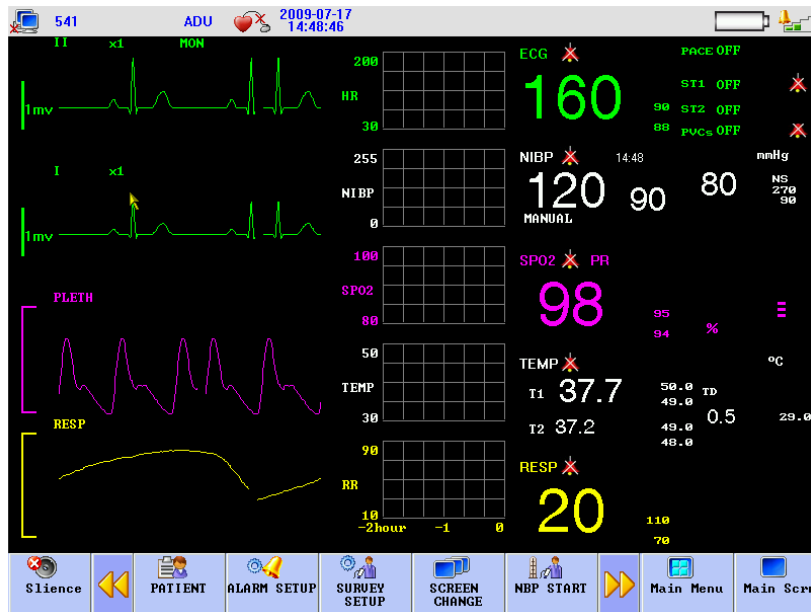 541 ADU 2009-07-17
14:48:46
II x1 MON
1mv
I x1
1mv
PLETH
RESP
200
HR
30
255
NIBP
0
100
SPO2
80
50
TEMP
30
90
RR
10
-2hour -1 0
ECG PACE OFF
160
ST1 OFF
90 ST2 OFF
88 PVCs OFF
NIBP 14:48 mmHg
120 90 80
MANUAL
NS
270
90
SPO2 PR
98
95
94 %
TEMP ºC
T1 37.7 50.0 TD
49.0
0.5 29.0
T2 37.2 49.0
48.0
RESP
20
110
70
Slience PATIENT ALARM SETUP SURVEY SETUP SCREEN CHANGE NBP START Main Menu Main Scr